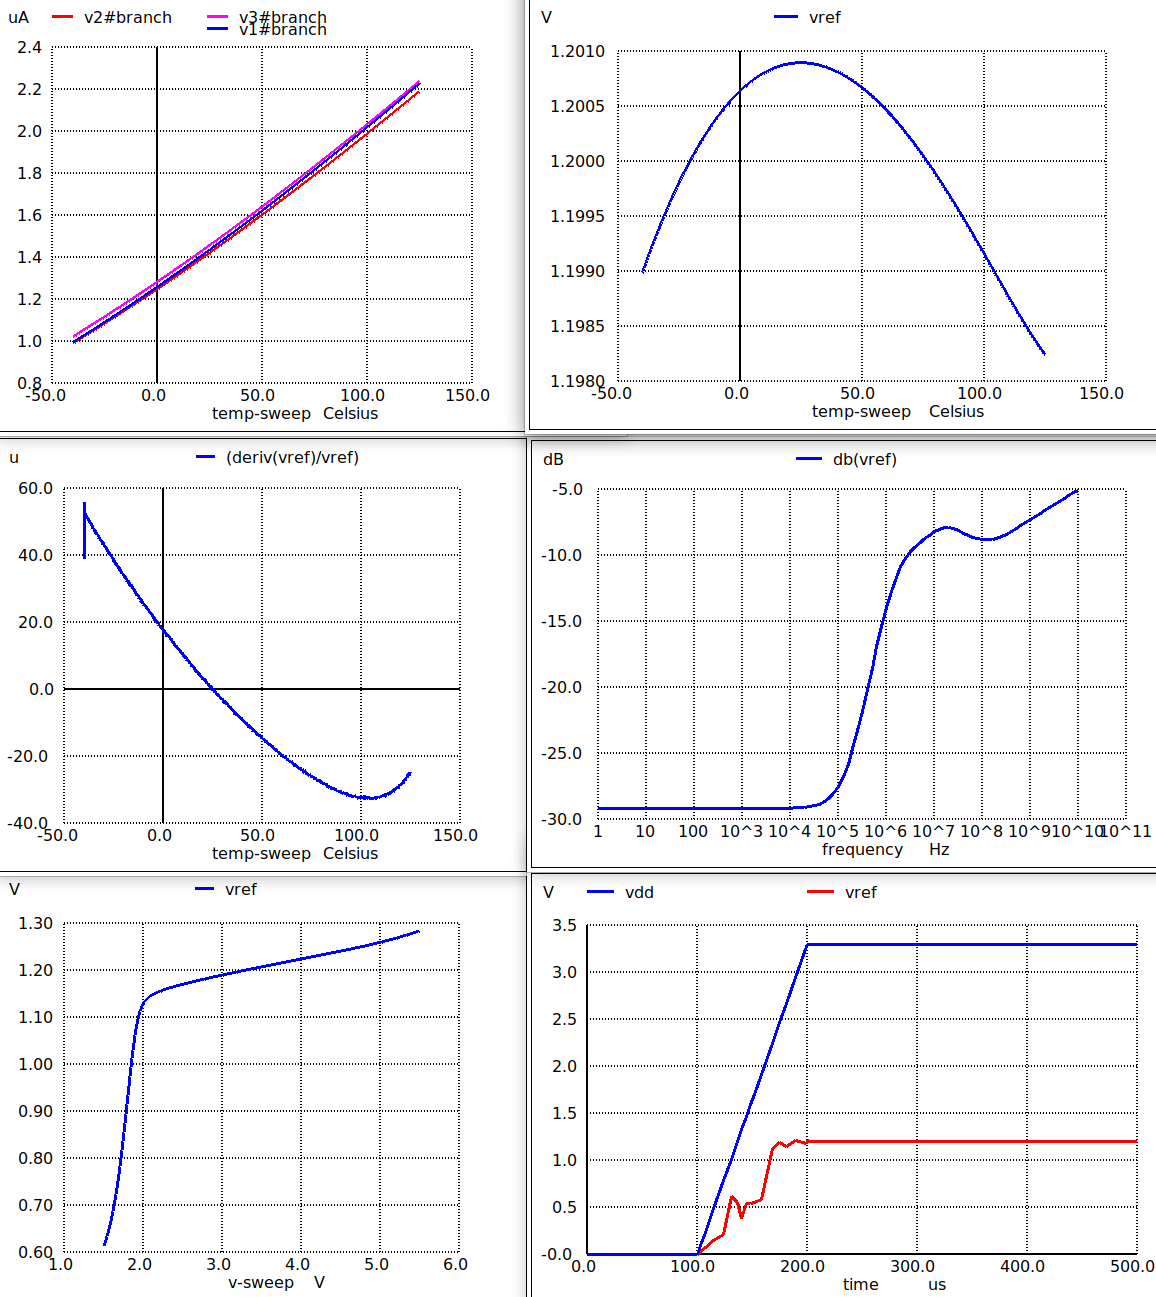 uA v2#branch v3#branch
v1#branch
2.4
2.2
2.0
1.8
1.6
1.4
1.2
1.0
0.8
-50.0 0.0 50.0 100.0 150.0
temp-sweep Celsius
V vref
1.2010
1.2005
1.2000
1.1995
1.1990
1.1985
1.1980
-50.0 0.0 50.0 100.0 150.0
temp-sweep Celsius
u (deriv(vref)/vref)
60.0
40.0
20.0
0.0
-20.0
-40.0
-50.0 0.0 50.0 100.0 150.0
temp-sweep Celsius
dB db(vref)
-5.0
-10.0
-15.0
-20.0
-25.0
-30.0
1 10 100 10^3 10^4 10^5 10^6 10^7 10^8 10^9 10^10 10^11
frequency Hz
V vref
1.30
1.20
1.10
1.00
0.90
0.80
0.70
0.60
1.0 2.0 3.0 4.0 5.0 6.0
v-sweep V
V vdd vref
3.5
3.0
2.5
2.0
1.5
1.0
0.5
-0.0
0.0 100.0 200.0 300.0 400.0 500.0
time us